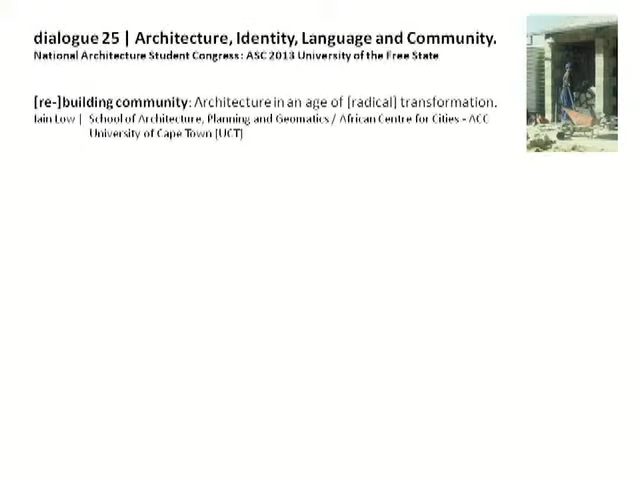 dialogue 25 | Architecture, Identity, Language and Community.
National Architecture Student Congress: ASC 2013 University of the Free State
[re-]building community: Architecture in an age of [radical] transformation.
Iain Low | School of Architecture, Planning and Geomatics / African Centre for Cities - ACC
University of Cape Town [UCT]